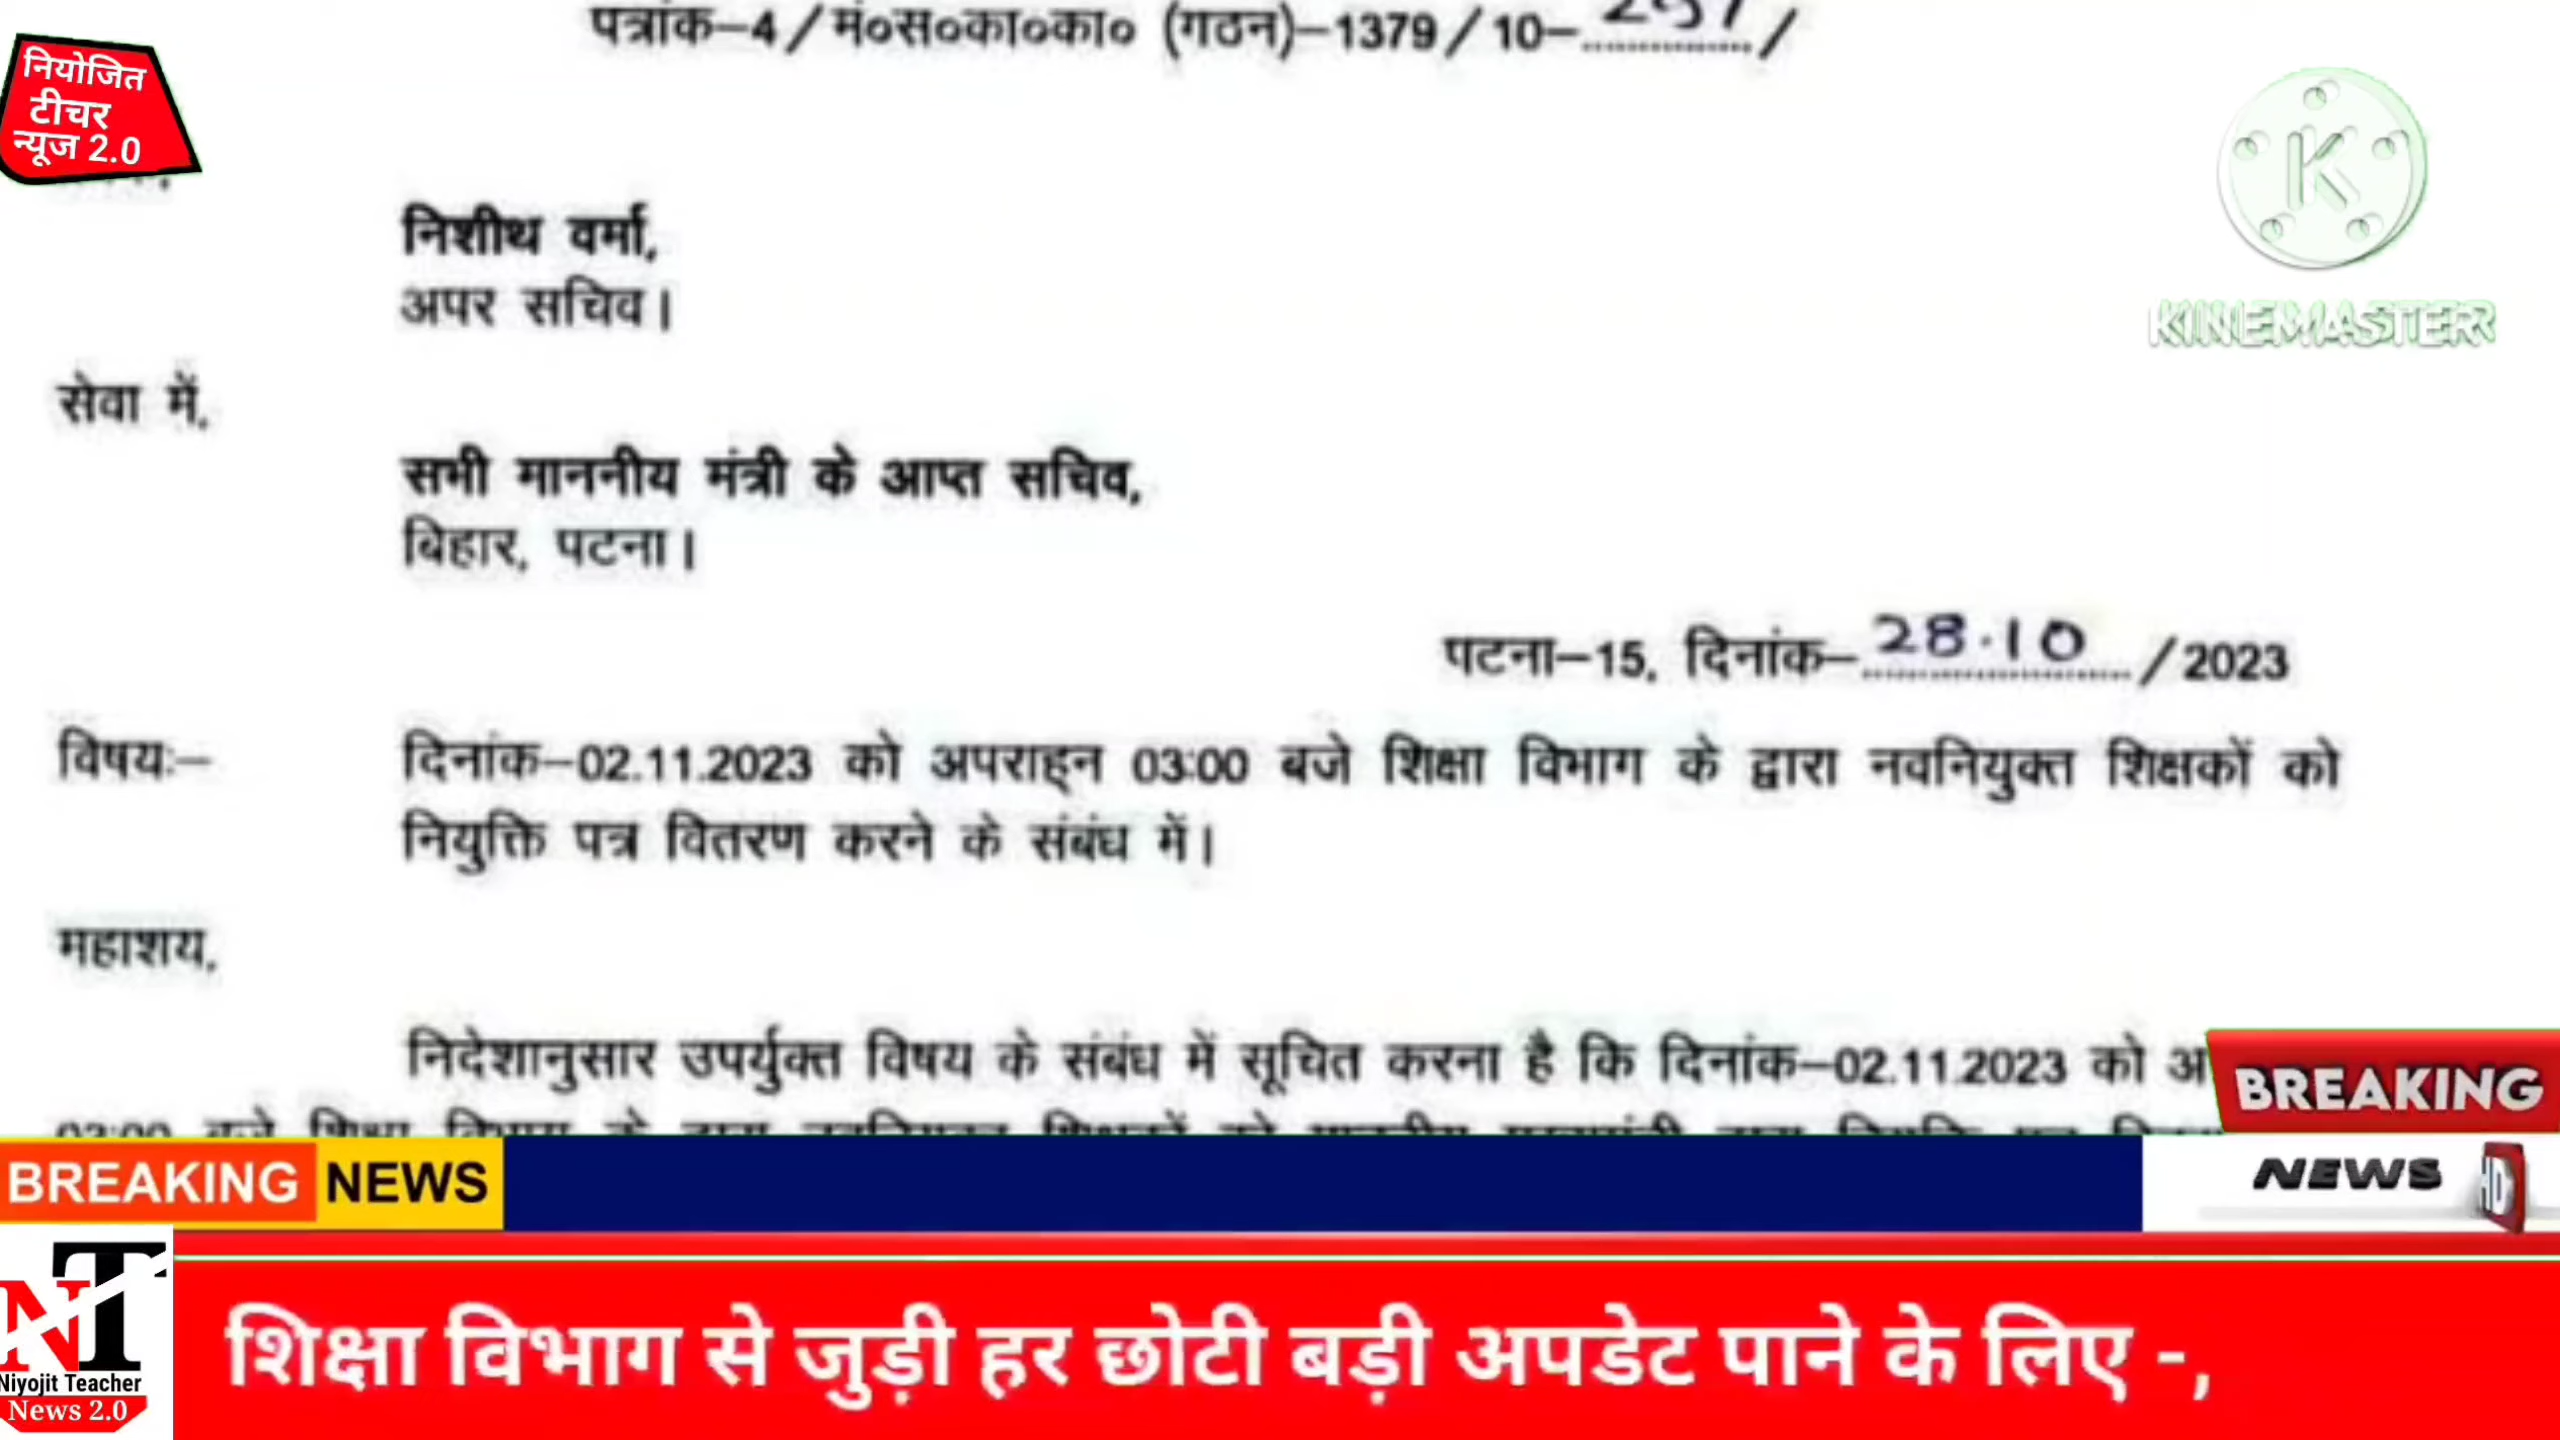 पत्रांक–4/मं०स०का०का० (गठन)–1379/10–............/
नियोजित
टीचर
न्यूज 2.0
निशीथ वर्मा,
अपर सचिव।
KINEMASTER
सेवा में,
सभी माननीय मंत्री के आप्त सचिव,
बिहार, पटना।
पटना–15, दिनांक–28.10/2023
विषयः– दिनांक–02.11.2023 को अपराह्न 03:00 बजे शिक्षा विभाग के द्वारा नवनियुक्त शिक्षकों को
नियुक्ति पत्र वितरण करने के संबंध में।
महाशय,
निदेशानुसार उपर्युक्त विषय के संबंध में सूचित करना है कि दिनांक–02.11.2023 को अ
BREAKING
BREAKING NEWS
NEWS HD
NT
Niyojit Teacher
News 2.0
शिक्षा विभाग से जुड़ी हर छोटी बड़ी अपडेट पाने के लिए -,